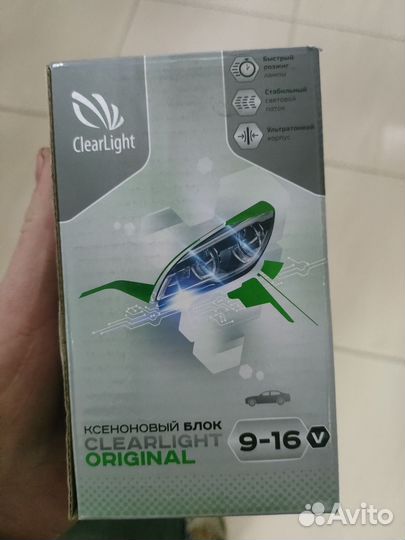 ClearLight
Быстрый
розжиг
лампы
Стабильный
световой
поток
Ультратонкий
корпус
КСЕНОНОВЫЙ БЛОК
CLEARLIGHT
ORIGINAL
9-16 V
Avito